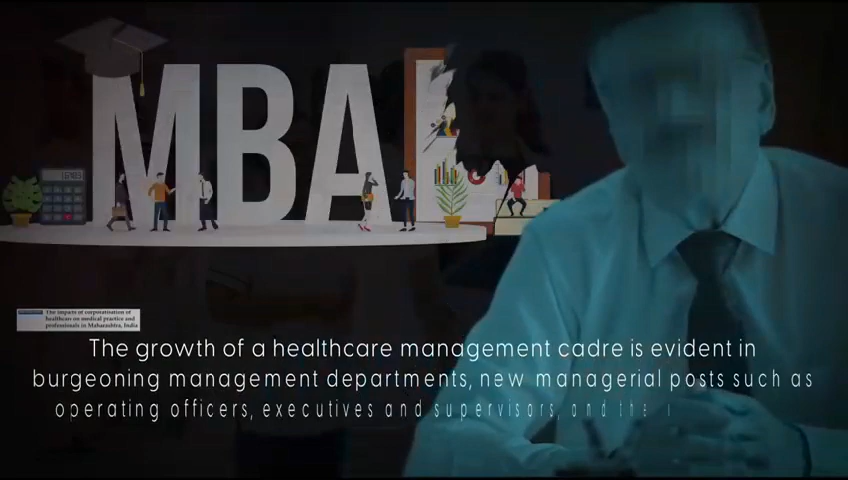 MBA
The impacts of corporatisation of
healthcare on medical practice and
professionals in Maharashtra, India
The growth of a healthcare management cadre is evident in
burgeoning management departments, new managerial posts such as
operating officers, executives and supervisors, and the